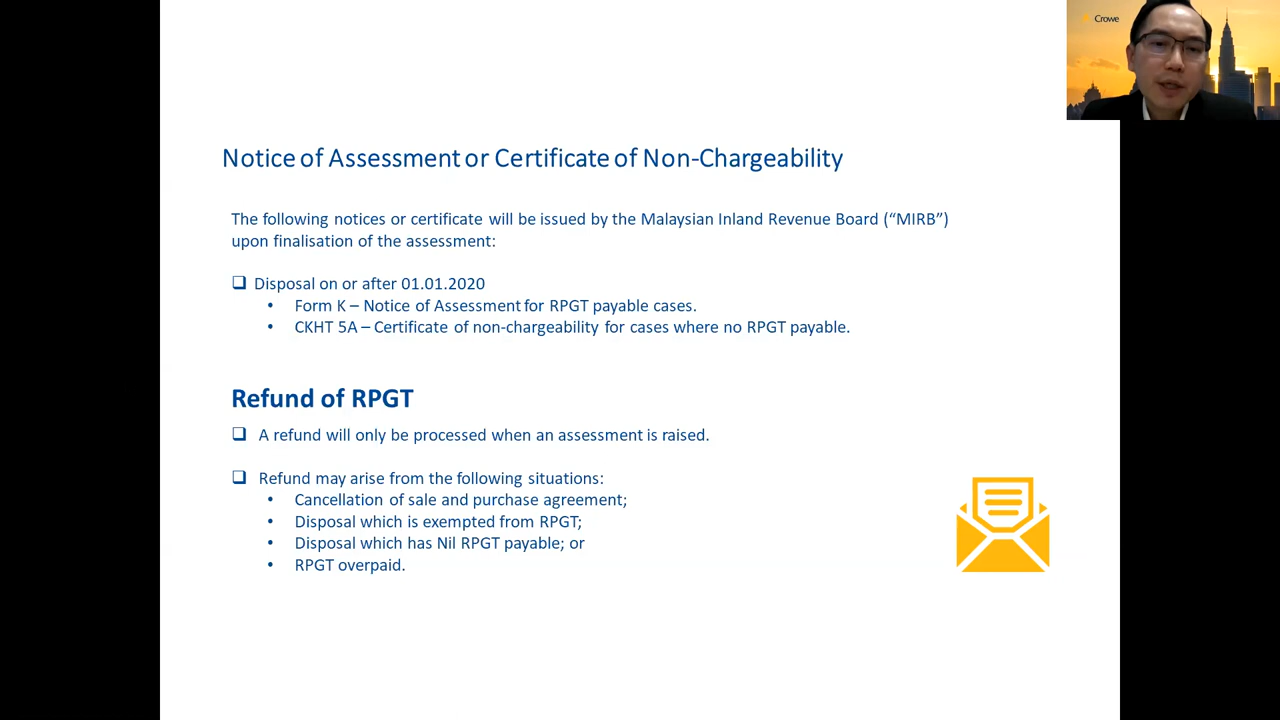 Crowe
Notice of Assessment or Certificate of Non-Chargeability
The following notices or certificate will be issued by the Malaysian Inland Revenue Board (“MIRB”)
upon finalisation of the assessment:
❑ Disposal on or after 01.01.2020
• Form K – Notice of Assessment for RPGT payable cases.
• CKHT 5A – Certificate of non-chargeability for cases where no RPGT payable.
Refund of RPGT
❑ A refund will only be processed when an assessment is raised.
❑ Refund may arise from the following situations:
• Cancellation of sale and purchase agreement;
• Disposal which is exempted from RPGT;
• Disposal which has Nil RPGT payable; or
• RPGT overpaid.